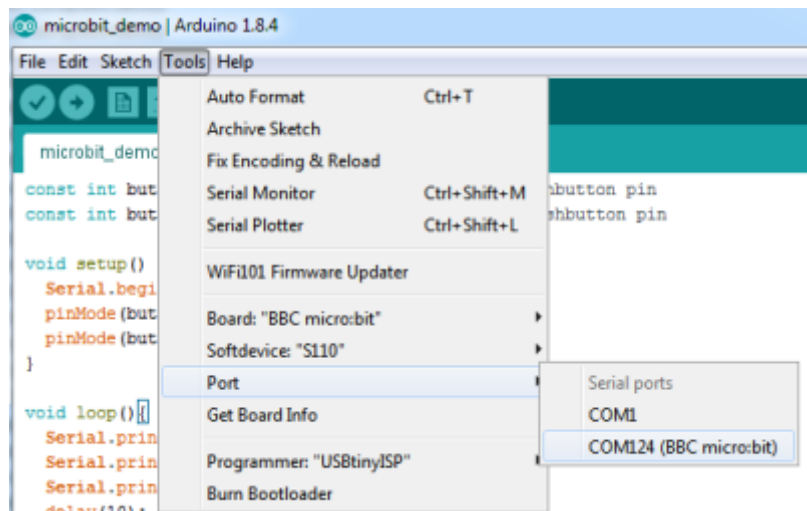 microbit_demo | Arduino 1.8.4
File Edit Sketch Tools Help
microbit_demo
const int but
const int but
void setup()
Serial.begi
pinMode(but
pinMode(but
}
void loop(){
Serial.prin
Serial.prin
Serial.prin
delay(10);
Auto Format Ctrl+T
Archive Sketch
Fix Encoding & Reload
Serial Monitor Ctrl+Shift+M
Serial Plotter Ctrl+Shift+L
WiFi101 Firmware Updater
Board: "BBC micro:bit"
Softdevice: "S110"
Port
Get Board Info
Programmer: "USBtinyISP"
Burn Bootloader
hbutton pin
shbutton pin
Serial ports
COM1
COM124 (BBC micro:bit)